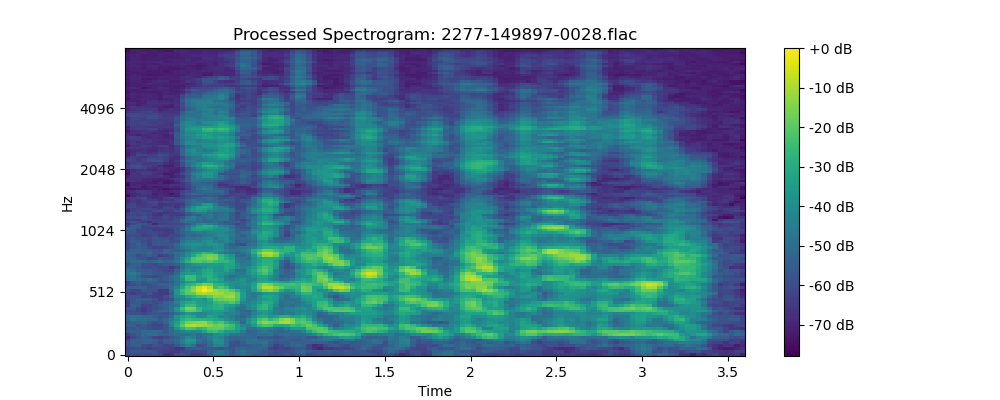 Processed Spectrogram: 2277-149897-0028.flac
Hz
4096
2048
1024
512
0
0 0.5 1 1.5 2 2.5 3 3.5
Time
+0 dB
-10 dB
-20 dB
-30 dB
-40 dB
-50 dB
-60 dB
-70 dB